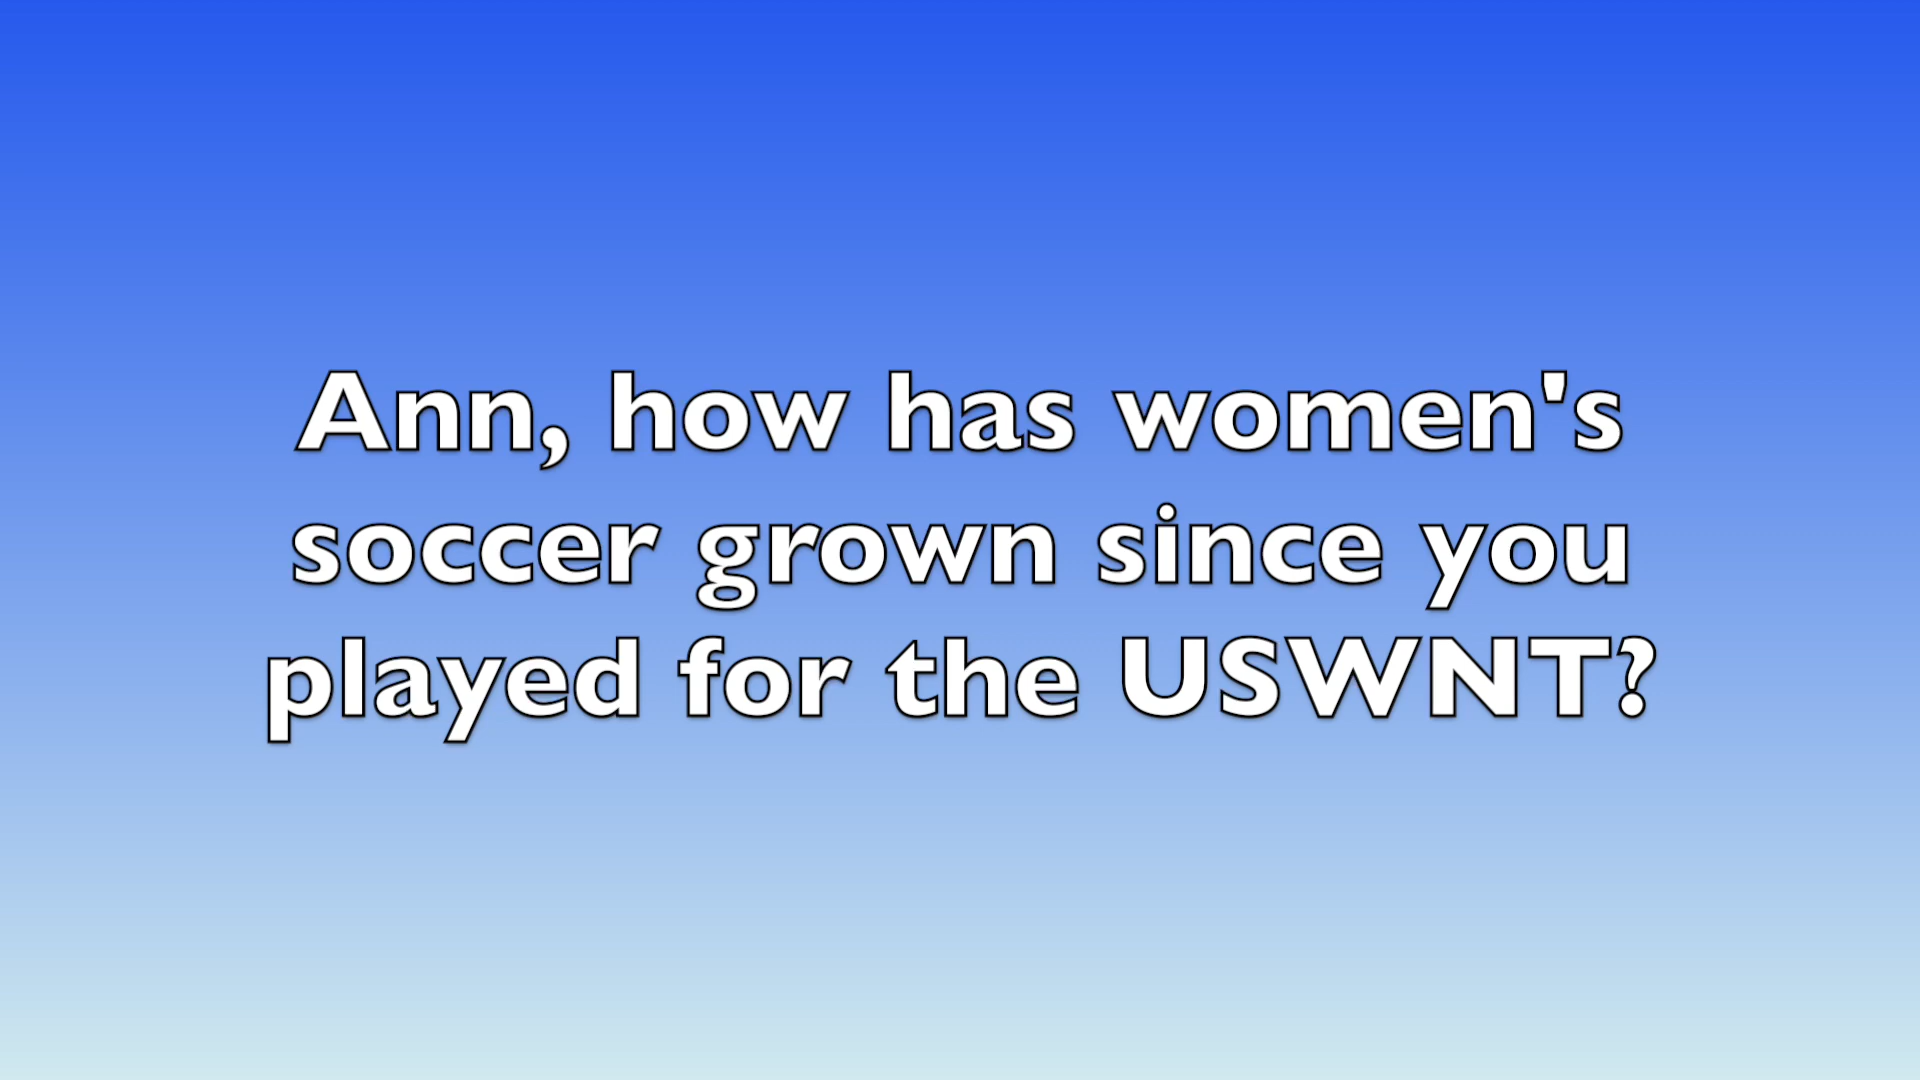 Ann, how has women's
soccer grown since you
played for the USWNT?